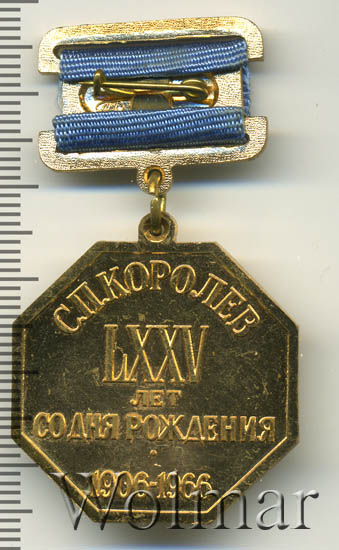 С.П.КОРОЛЕВ
LXXV
ЛЕТ
СО ДНЯ РОЖДЕНИЯ
1906-1966
Wolmar